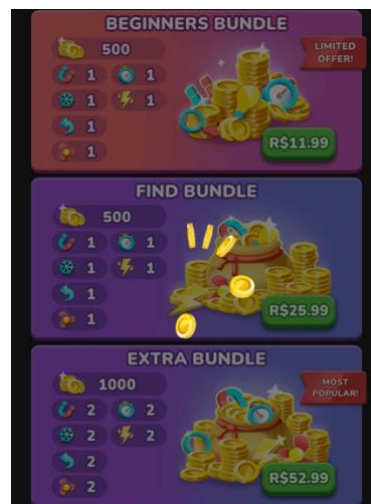 BEGINNERS BUNDLE
LIMITED
OFFER!
500
1 1
1 1
1
1
R$11.99
FIND BUNDLE
500
1 1
1 1
1
1
R$25.99
EXTRA BUNDLE
MOST
POPULAR!
1000
2 2
2 2
2
2
R$52.99